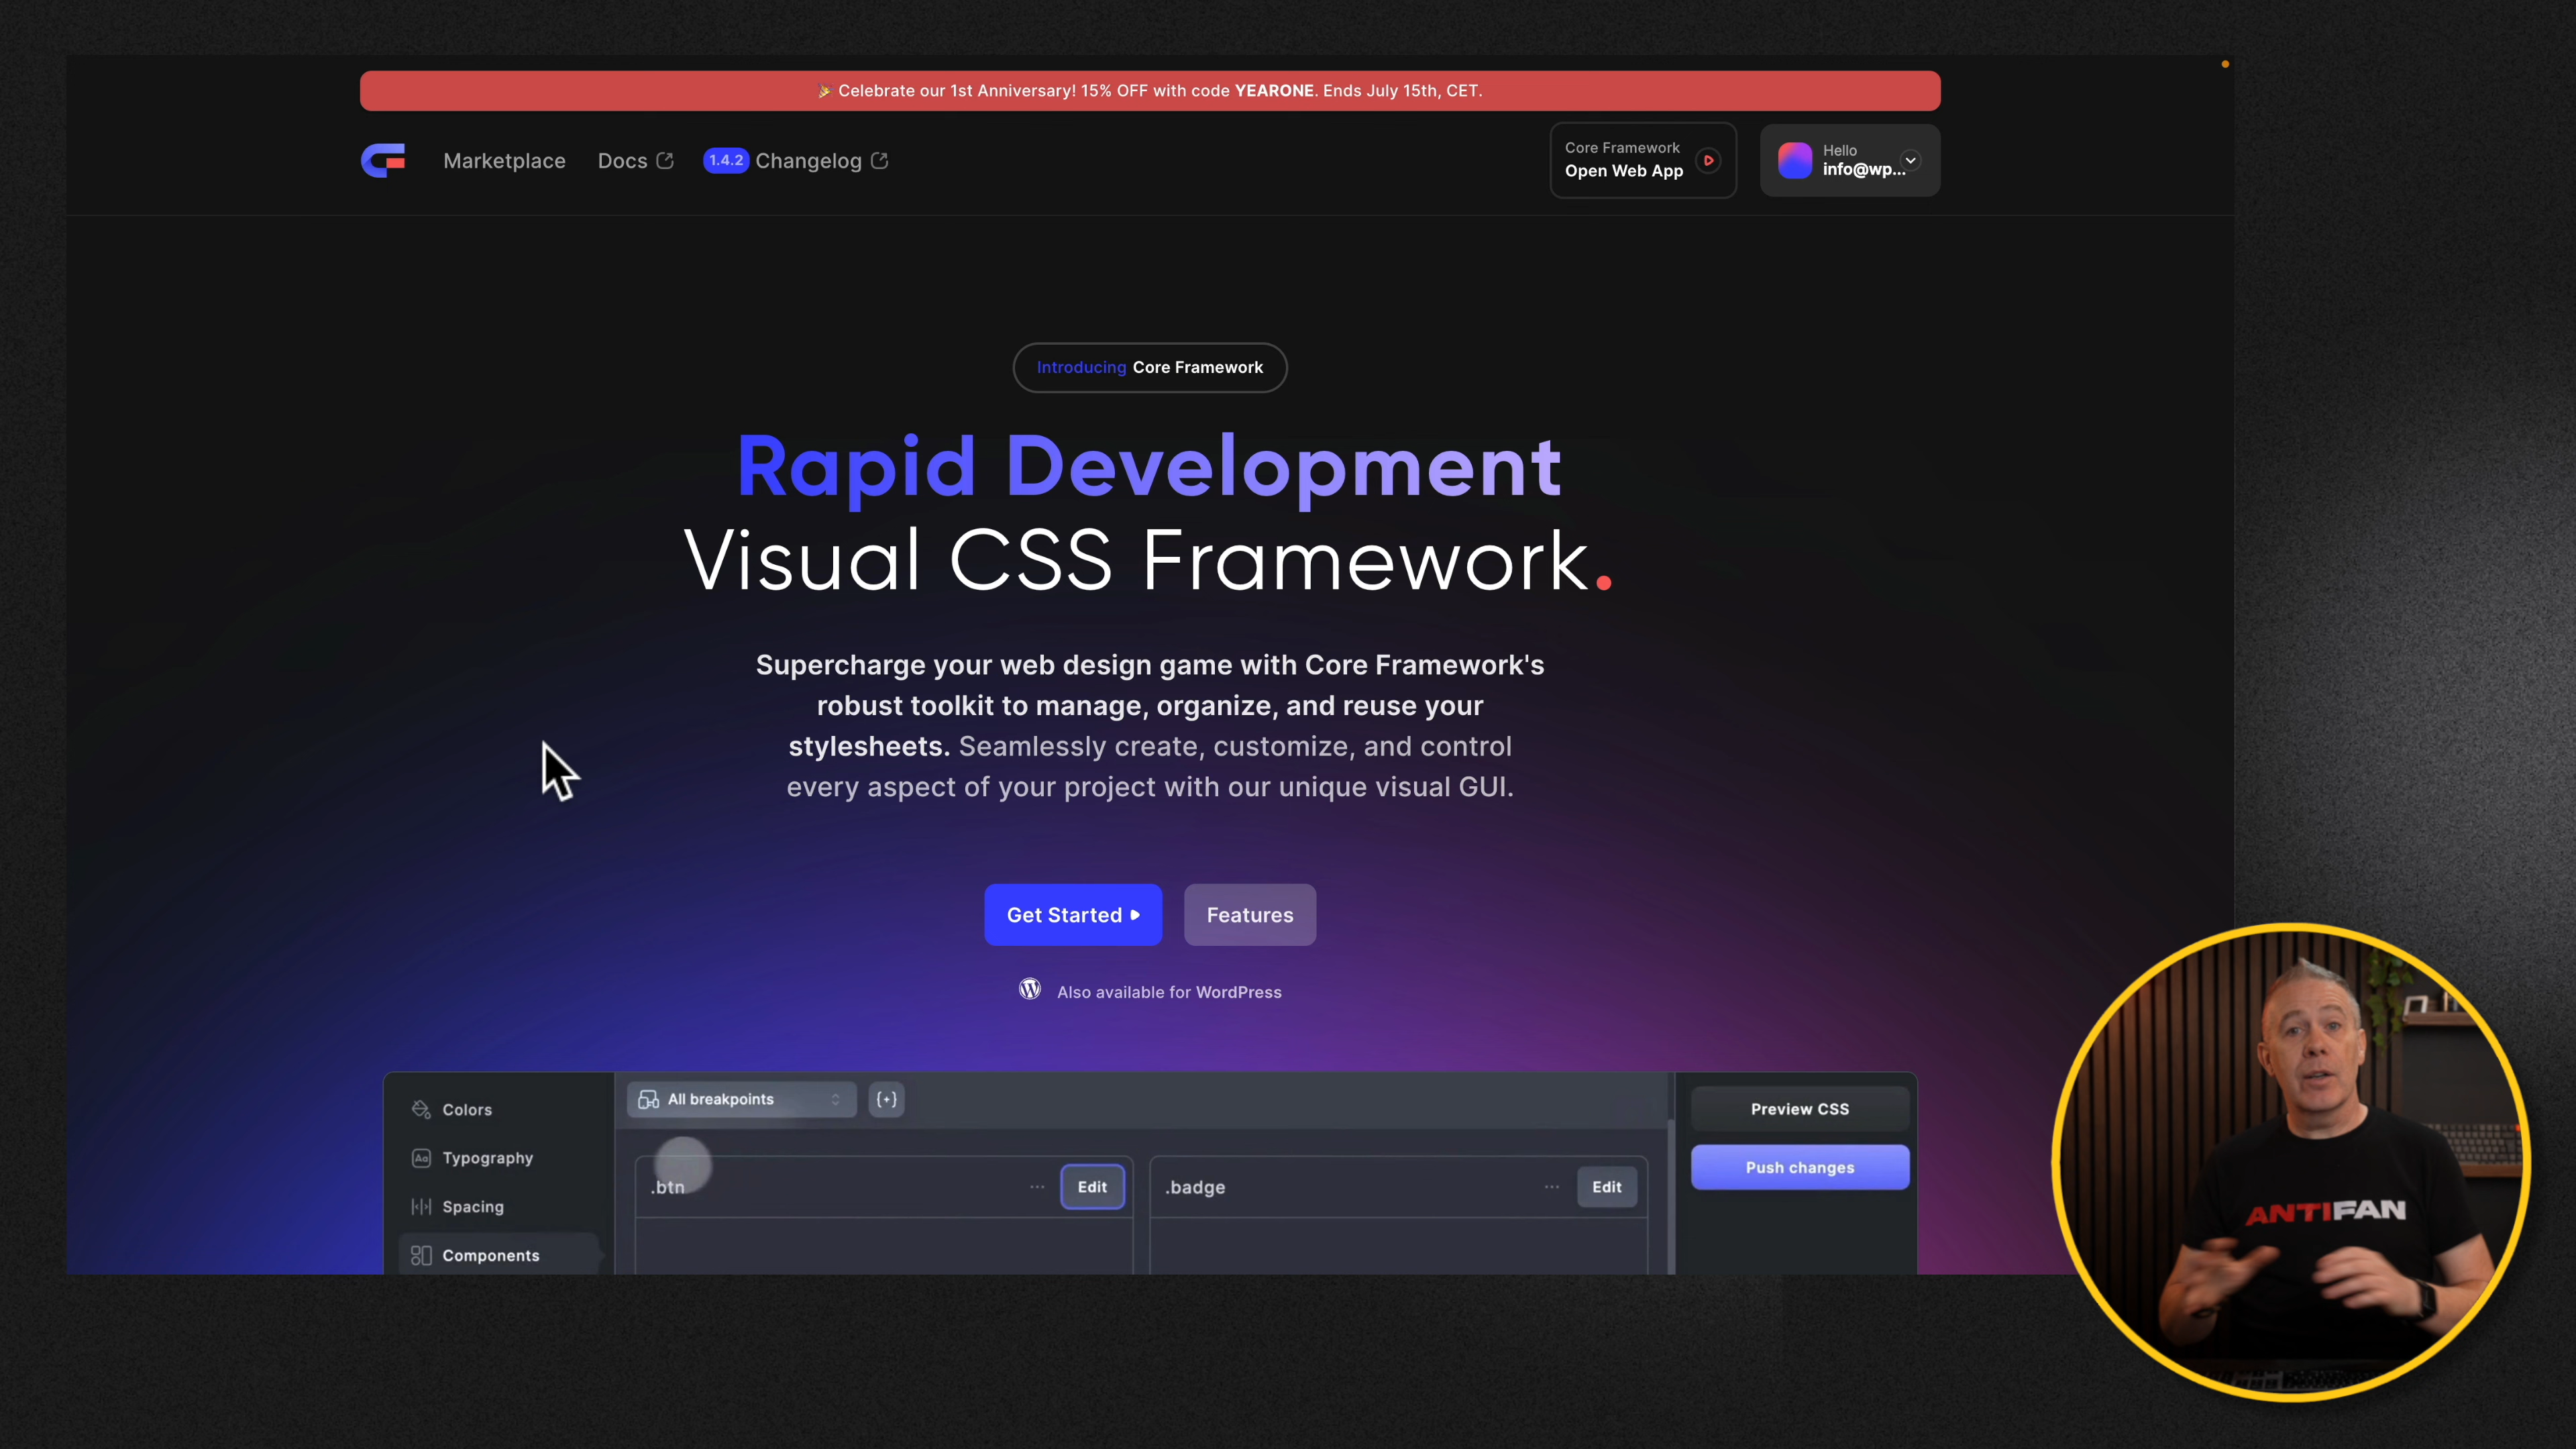 🎉 Celebrate our 1st Anniversary! 15% OFF with code YEARONE. Ends July 15th, CET.
Marketplace
Docs
1.4.2 Changelog
Core Framework
Open Web App
Hello
info@wp...
Introducing Core Framework
Rapid Development
Visual CSS Framework.
Supercharge your web design game with Core Framework's
robust toolkit to manage, organize, and reuse your
stylesheets. Seamlessly create, customize, and control
every aspect of your project with our unique visual GUI.
Get Started
Features
Also available for WordPress
Colors
Typography
Spacing
Components
All breakpoints
{+}
.btn
... Edit
.badge
... Edit
Preview CSS
Push changes
ANTIFAN